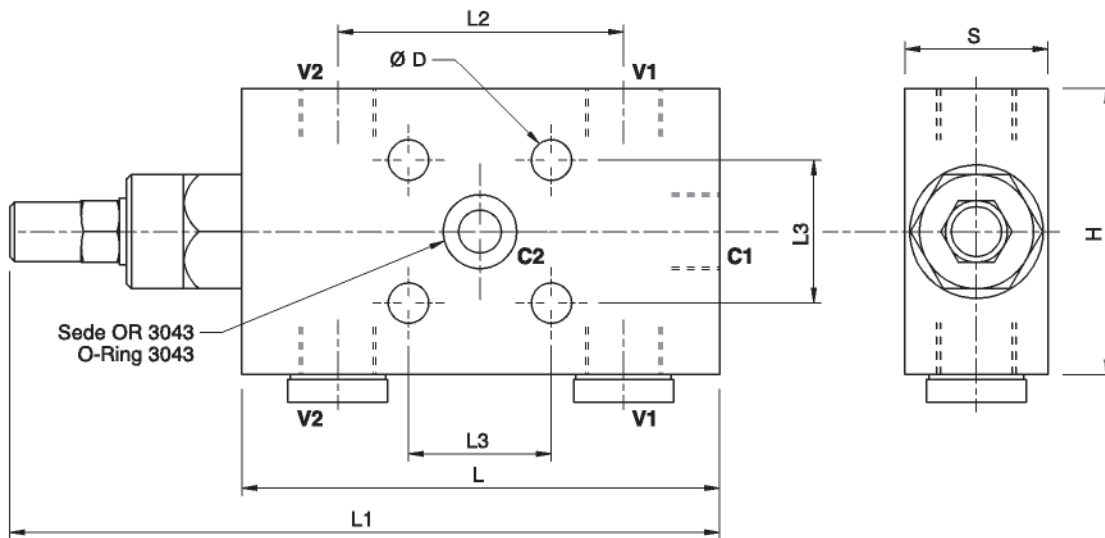 L2
S
Ø D
V2
V1
H
L3
C2
C1
Sede OR 3043
O-Ring 3043
V2
V1
L3
L
L1